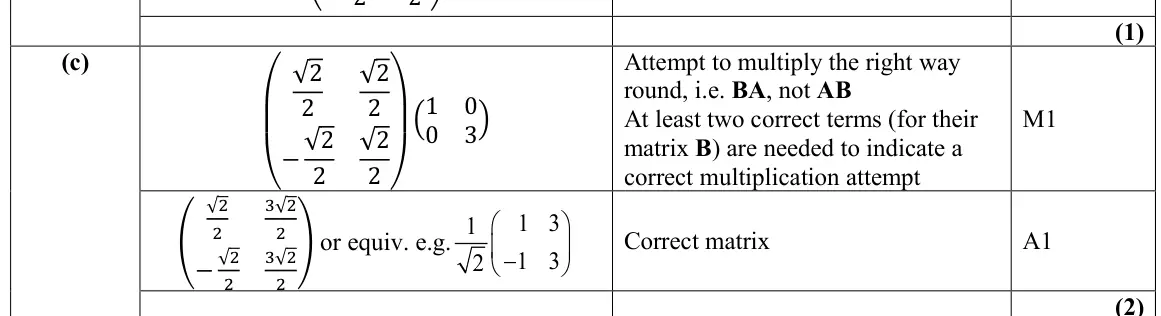 (1)
(c)
√2/2 √2/2
−√2/2 √2/2
(1 0
0 3)
Attempt to multiply the right way
round, i.e. BA, not AB
At least two correct terms (for their
matrix B) are needed to indicate a
correct multiplication attempt
M1
(√2/2 3√2/2
−√2/2 3√2/2) or equiv. e.g. 1/√2 (1 3
−1 3)
Correct matrix
A1
(2)